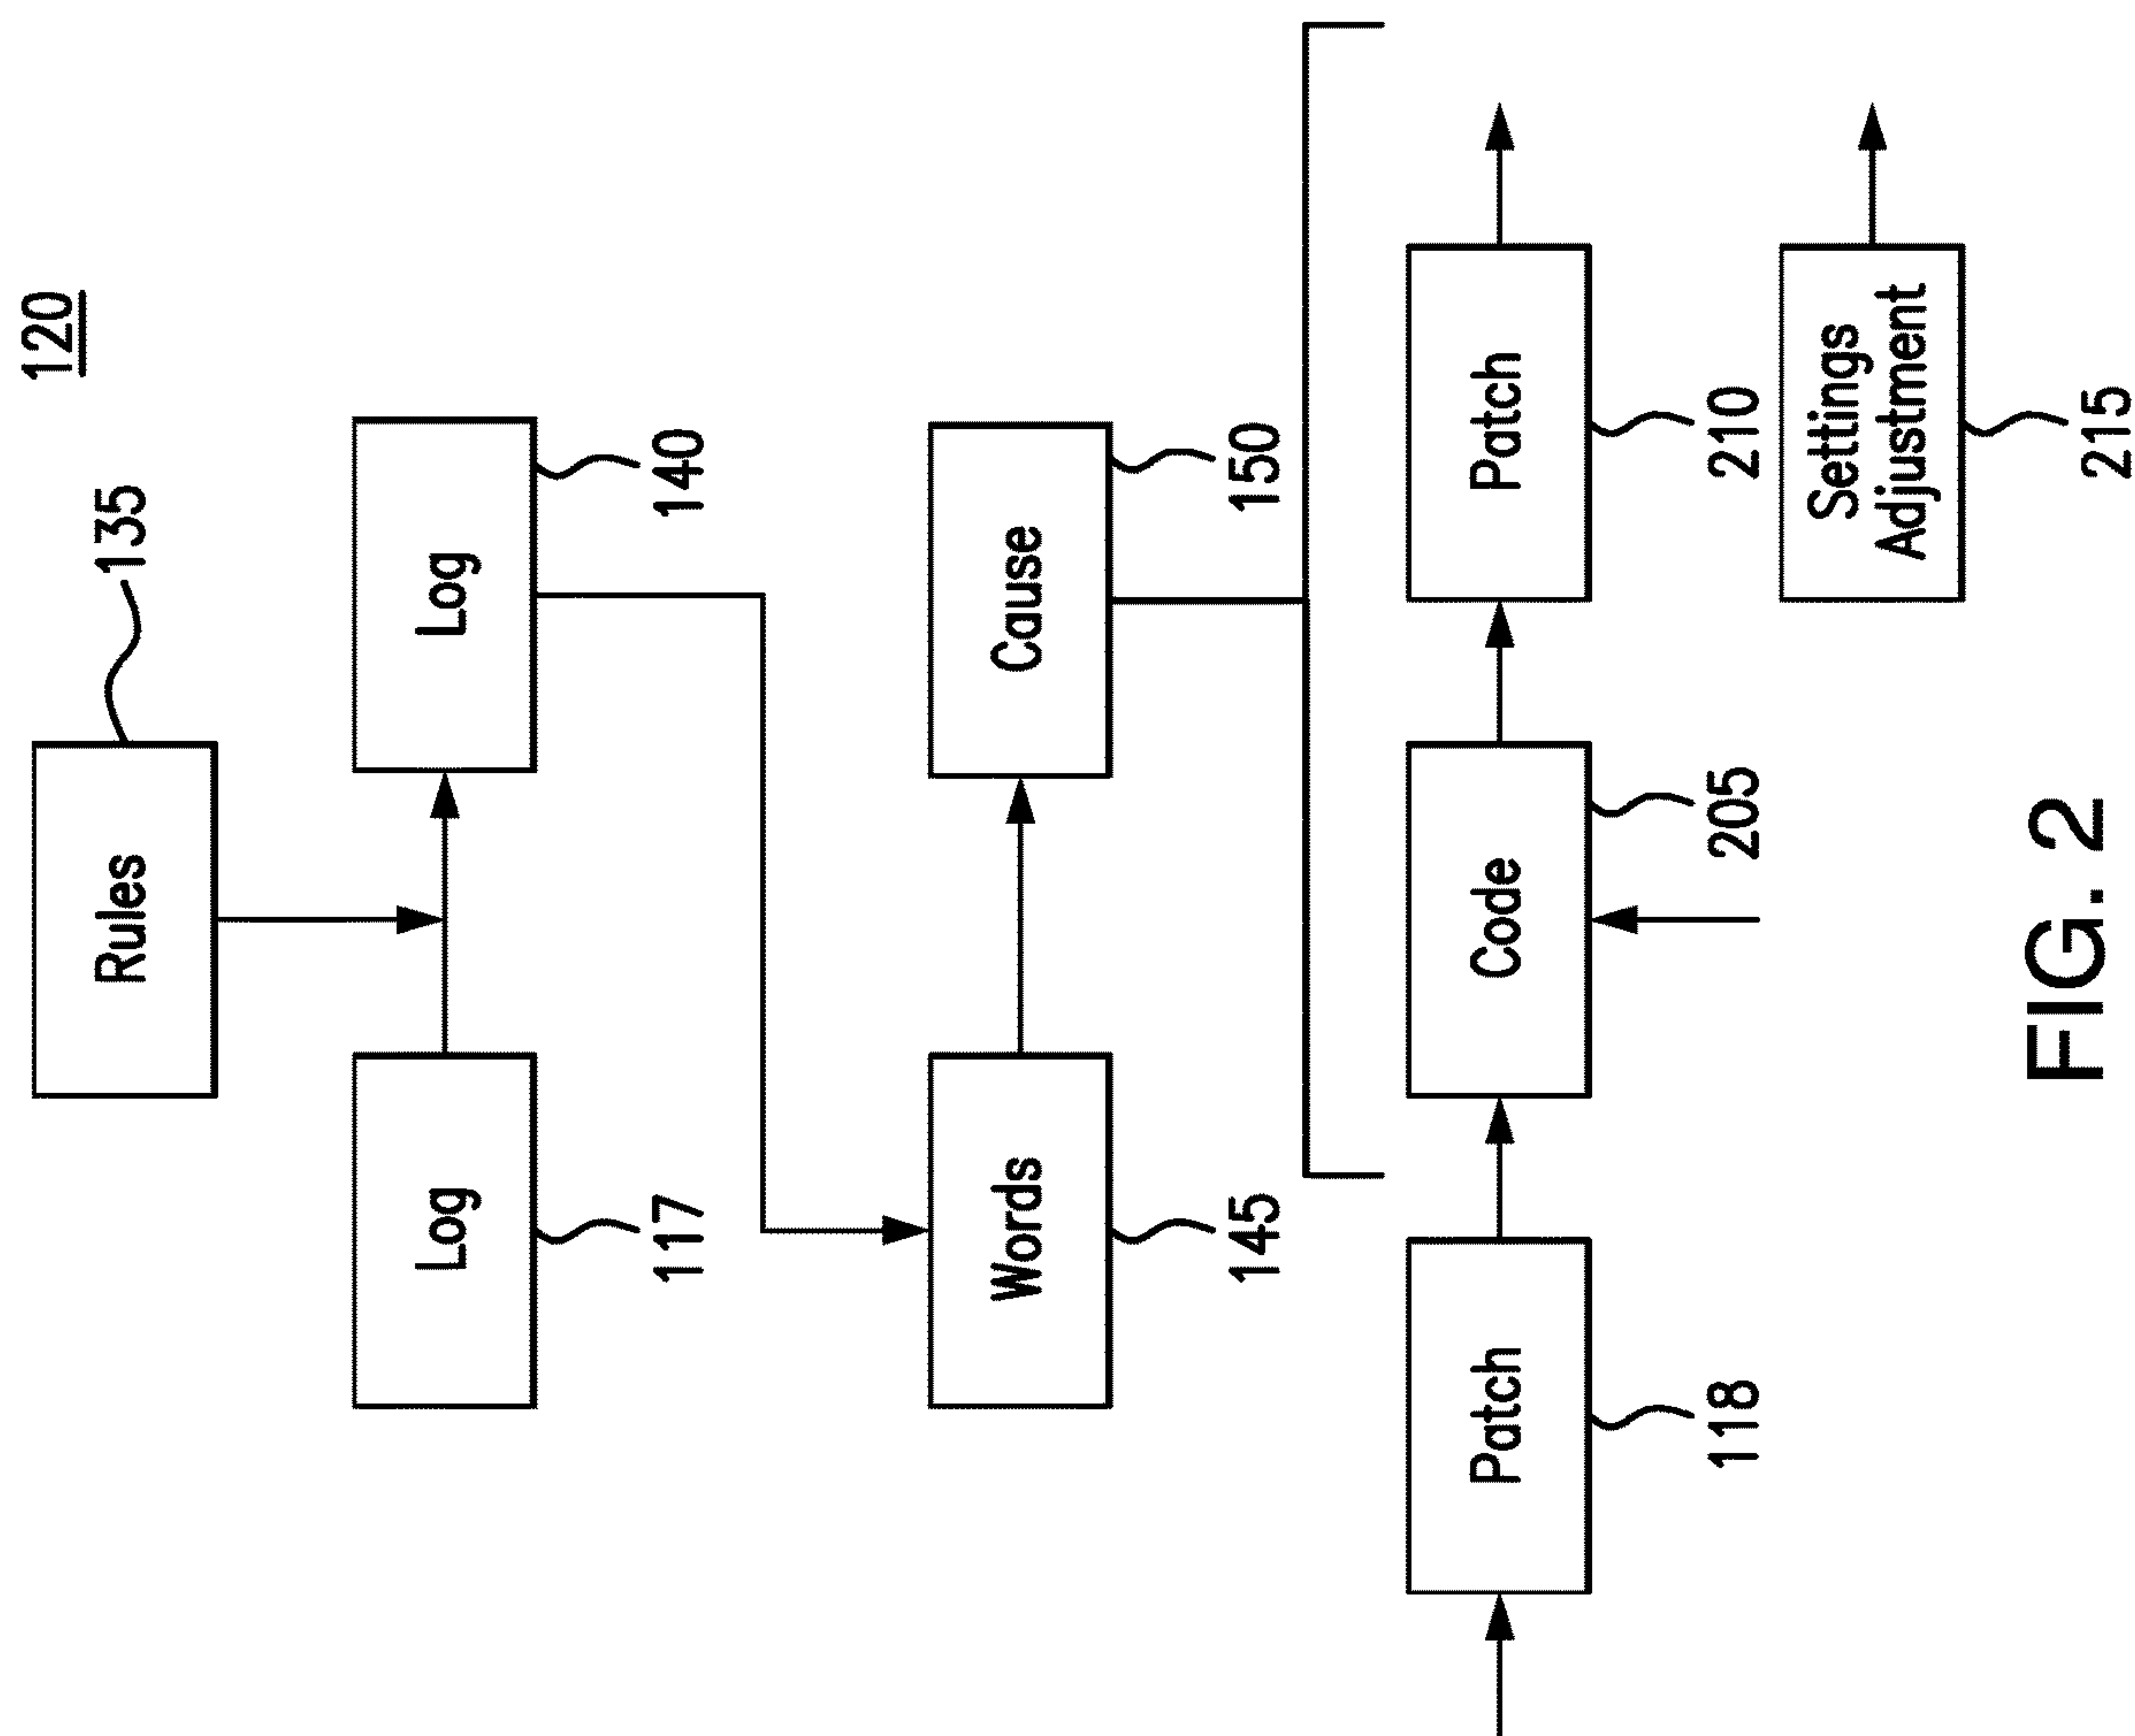 120
Rules
135
Log
117
Log
140
Words
145
Cause
150
Patch
118
Code
205
Patch
210
Settings
Adjustment
215
FIG. 2